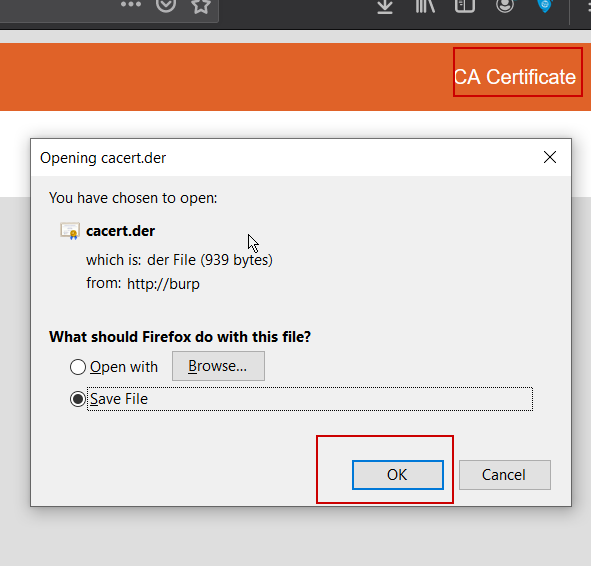 CA Certificate
Opening cacert.der
You have chosen to open:
cacert.der
which is: der File (939 bytes)
from: http://burp
What should Firefox do with this file?
Open with Browse...
Save File
OK Cancel